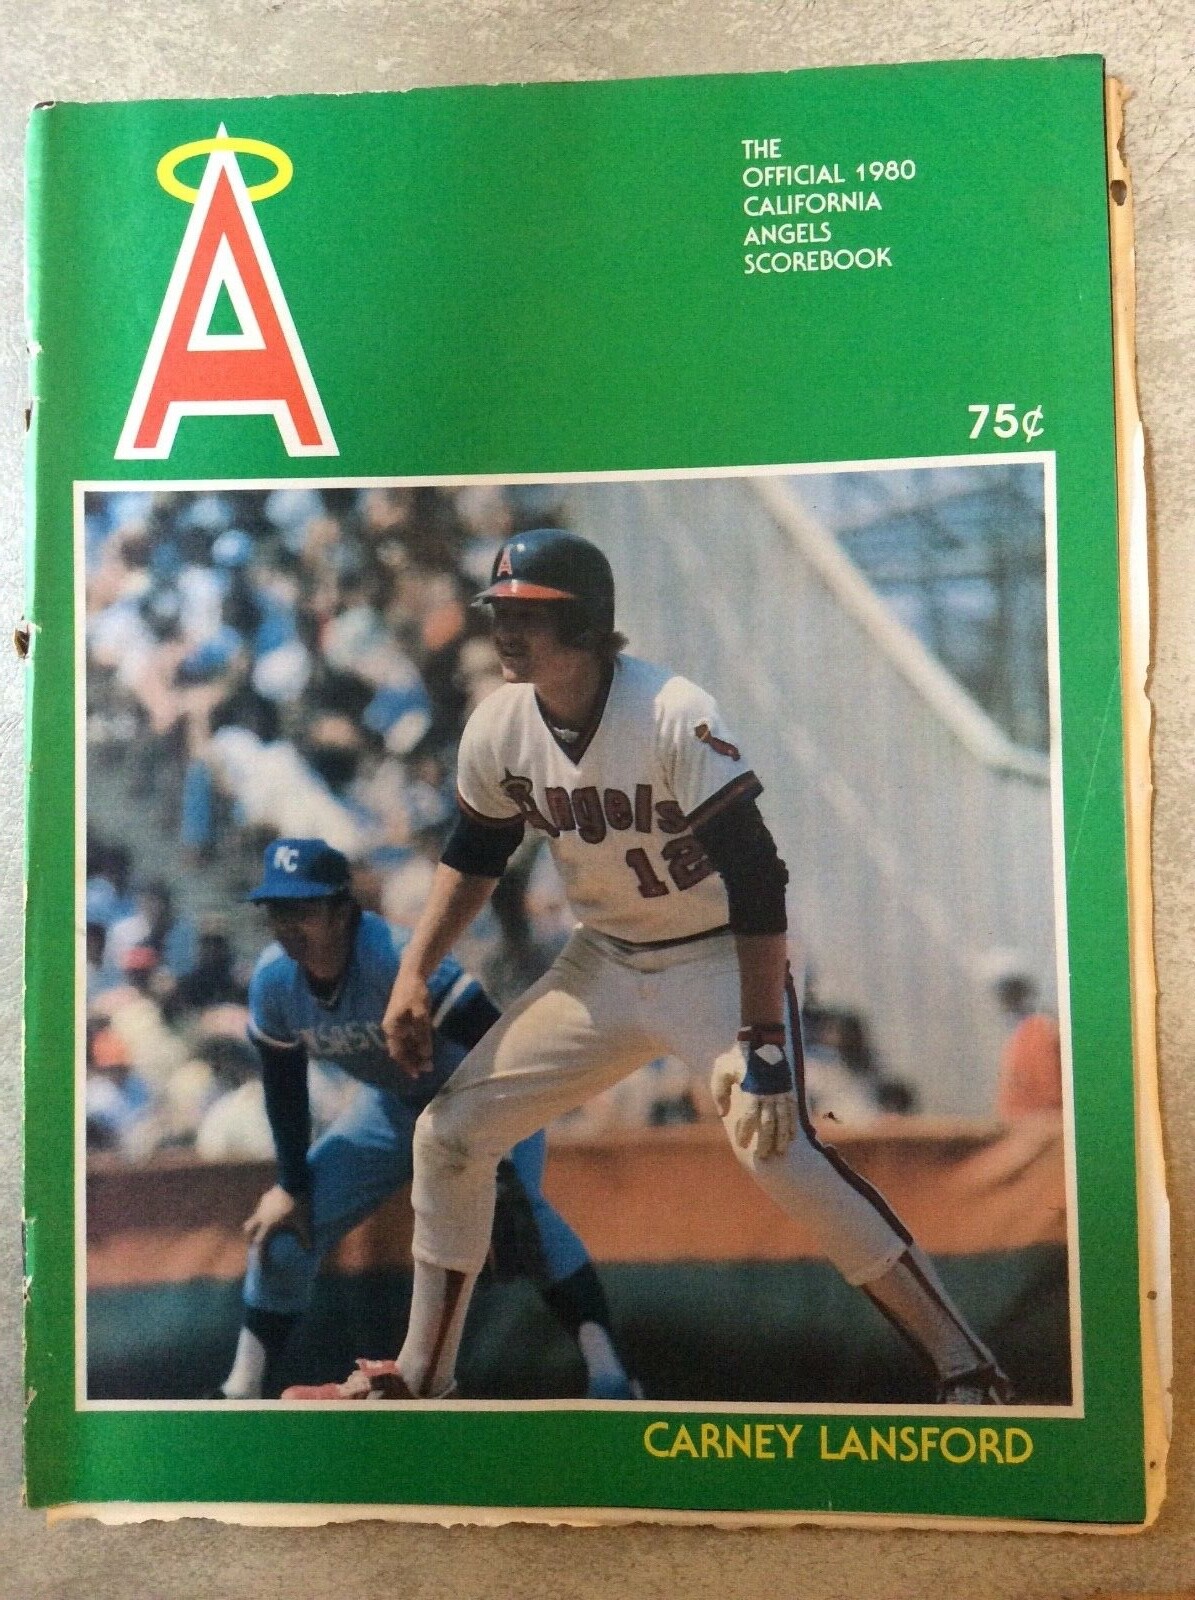 A
THE
OFFICIAL 1980
CALIFORNIA
ANGELS
SCOREBOOK
75¢
A
Angels
12
KC
CARNEY LANSFORD